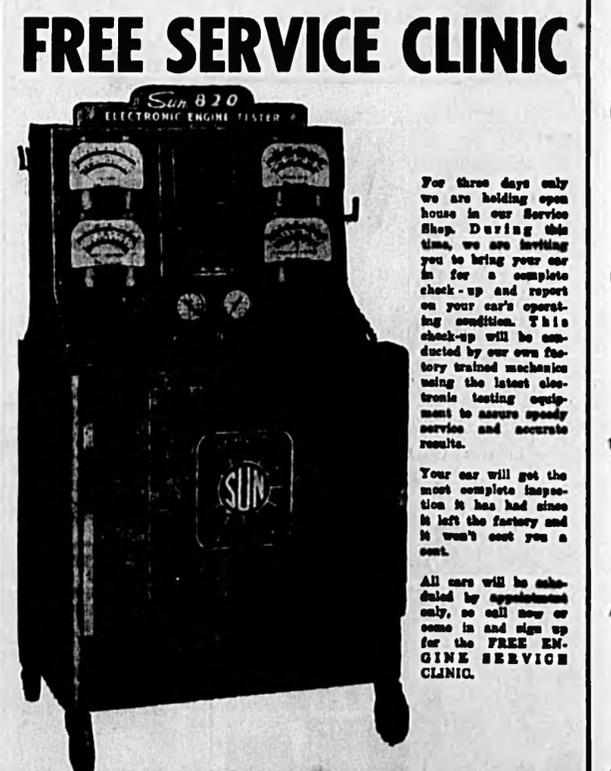 FREE SERVICE CLINIC
Sun 820
ELECTRONIC ENGINE TESTER
SUN
For three days only
we are holding open
house in our Service
Shop. During this
time, we are inviting
you to bring your car
in for a complete
check-up and report
on your car's operat-
ing condition. This
check-up will be con-
ducted by our own fac-
tory trained mechanics
using the latest elec-
tronic testing equip-
ment to assure speedy
service and accurate
results.
Your car will get the
most complete inspec-
tion it has had since
it left the factory and
it won't cost you a
cent.
All cars will be sche-
duled by appointment
only, so call now or
come in and sign up
for the FREE EN-
GINE SERVICE
CLINIC.